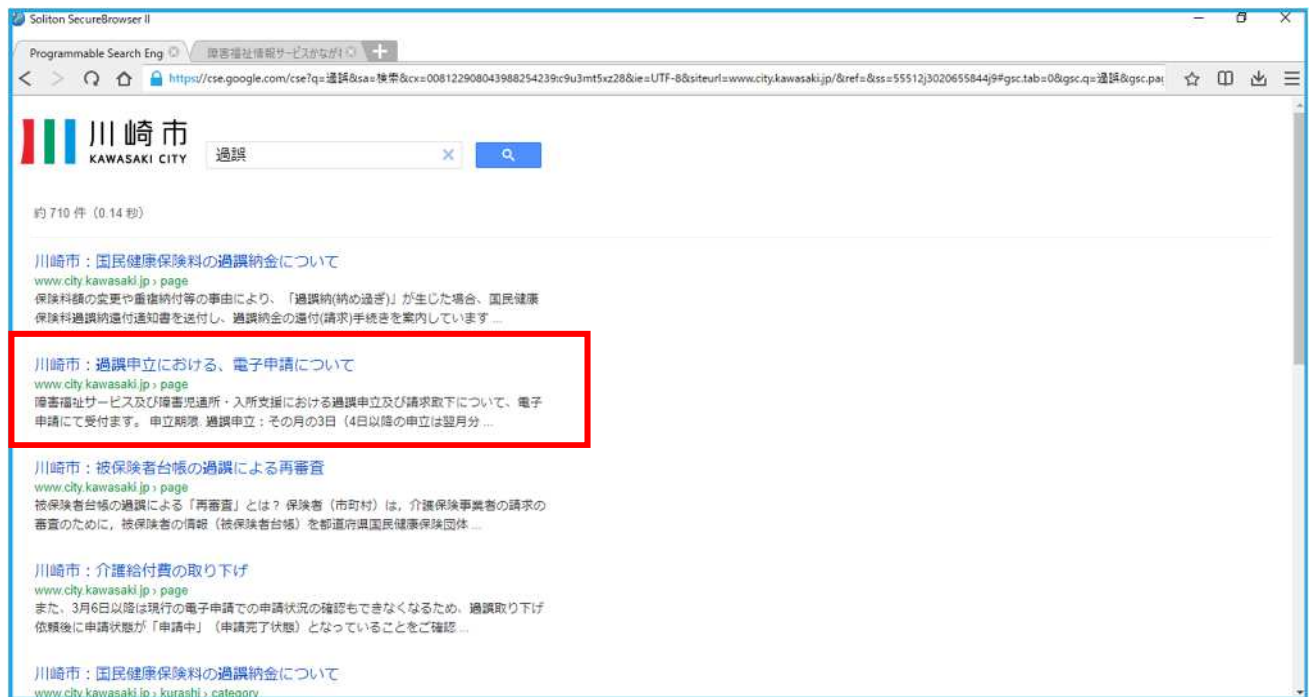 Soliton SecureBrowser II
Programmable Search Eng
障害福祉情報サービスかながわ
https://cse.google.com/cse?q=過誤&sa=検索&cx=008122908043988254239:c9u3mt5xz28&ie=UTF-8&siteurl=www.city.kawasaki.jp/&ref=&ss=55512j3020655844j9#gsc.tab=0&gsc.q=過誤&gsc.pag
川崎市
KAWASAKI CITY
過誤
約 710 件 (0.14 秒)
川崎市：国民健康保険料の過誤納金について
www.city.kawasaki.jp › page
保険料額の変更や重複納付等の事由により、「過誤納(納め過ぎ)」が生じた場合、国民健康
保険料過誤納還付通知書を送付し、過誤納金の還付(請求)手続きを案内しています ...
川崎市：過誤申立における、電子申請について
www.city.kawasaki.jp › page
障害福祉サービス及び障害児通所・入所支援における過誤申立及び請求取下について、電子
申請にて受付ます。 申立期限. 過誤申立：その月の3日（4日以降の申立は翌月分 ...
川崎市：被保険者台帳の過誤による再審査
www.city.kawasaki.jp › page
被保険者台帳の過誤による「再審査」とは？ 保険者（市町村）は，介護保険事業者の請求の
審査のために，被保険者の情報（被保険者台帳）を都道府県国民健康保険団体 ...
川崎市：介護給付費の取り下げ
www.city.kawasaki.jp › page
また、3月6日以降は現行の電子申請での申請状況の確認もできなくなるため、過誤取り下げ
依頼後に申請状態が「申請中」（申請完了状態）となっていることをご確認 ...
川崎市：国民健康保険料の過誤納金について
www.city.kawasaki.jp › kurashi › category